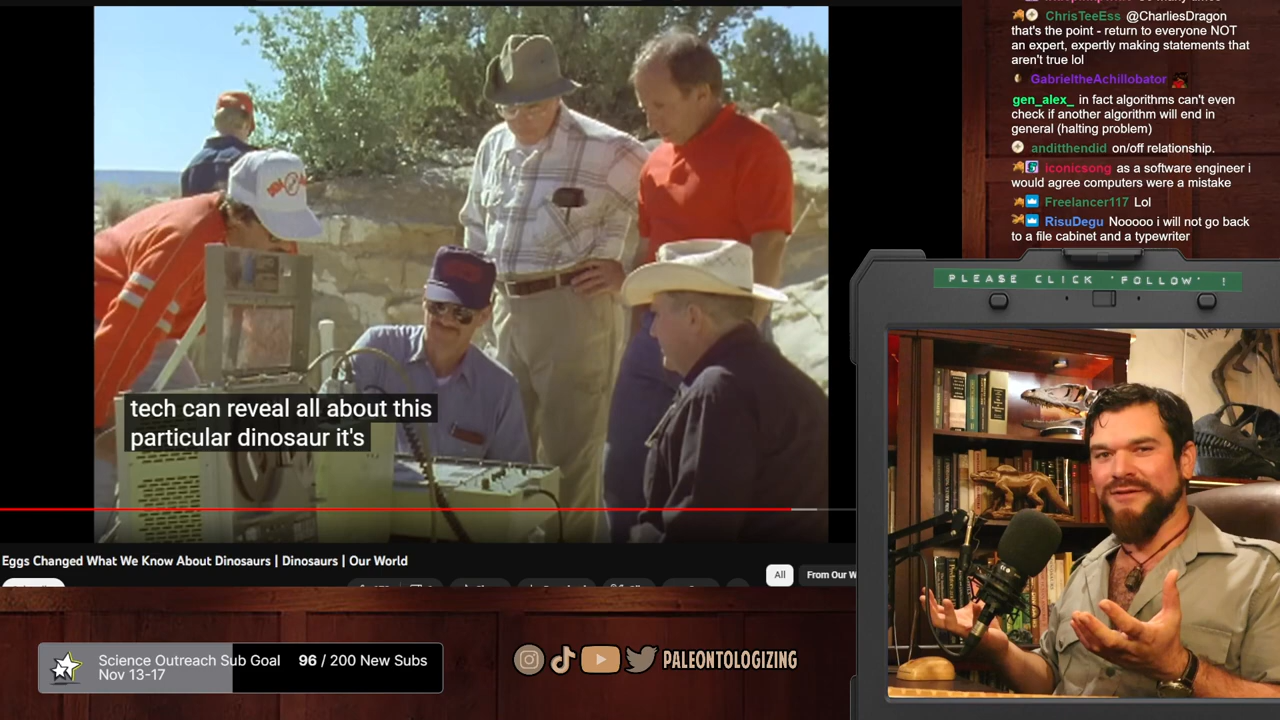 ChrisTeeEss @CharliesDragon
that's the point - return to everyone NOT
an expert, expertly making statements that
aren't true lol
GabrieltheAchillobator
gen_alex_ in fact algorithms can't even
check if another algorithm will end in
general (halting problem)
anditthendid on/off relationship.
iconicsong as a software engineer i
would agree computers were a mistake
Freelancer117 Lol
RisuDegu Nooooo i will not go back
to a file cabinet and a typewriter
PLEASE CLICK 'FOLLOW' !
tech can reveal all about this
particular dinosaur it's
Eggs Changed What We Know About Dinosaurs | Dinosaurs | Our World
All
From Our W
Science Outreach Sub Goal 96 / 200 New Subs
Nov 13-17
PALEONTOLOGIZING